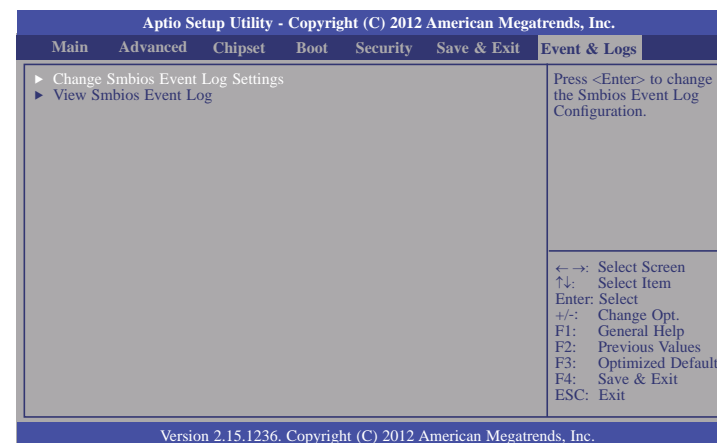 Aptio Setup Utility - Copyright (C) 2012 American Megatrends, Inc.
Main Advanced Chipset Boot Security Save & Exit Event & Logs
► Change Smbios Event Log Settings
► View Smbios Event Log
Press <Enter> to change
the Smbios Event Log
Configuration.
←→: Select Screen
↑↓: Select Item
Enter: Select
+/-: Change Opt.
F1: General Help
F2: Previous Values
F3: Optimized Default
F4: Save & Exit
ESC: Exit
Version 2.15.1236. Copyright (C) 2012 American Megatrends, Inc.